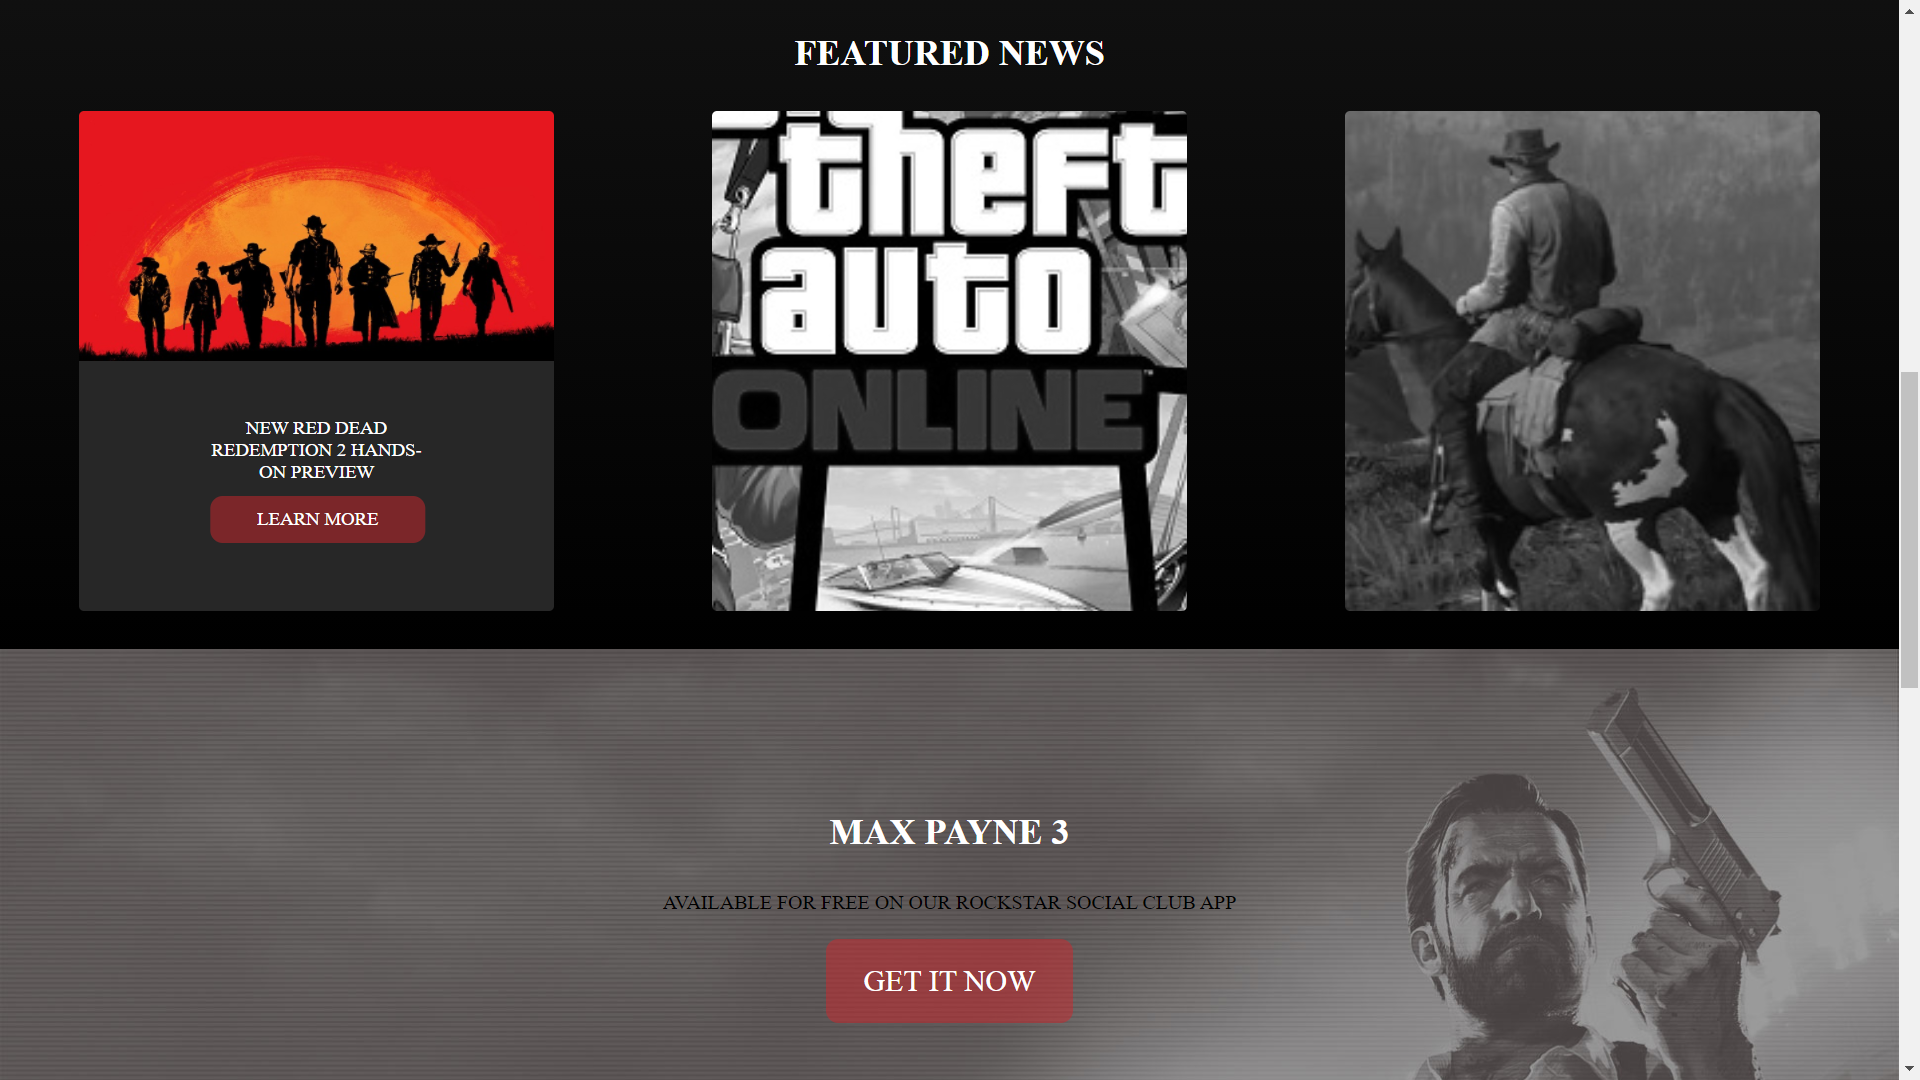 FEATURED NEWS
theft
auto
ONLINE™
NEW RED DEAD
REDEMPTION 2 HANDS-
ON PREVIEW
LEARN MORE
MAX PAYNE 3
AVAILABLE FOR FREE ON OUR ROCKSTAR SOCIAL CLUB APP
GET IT NOW